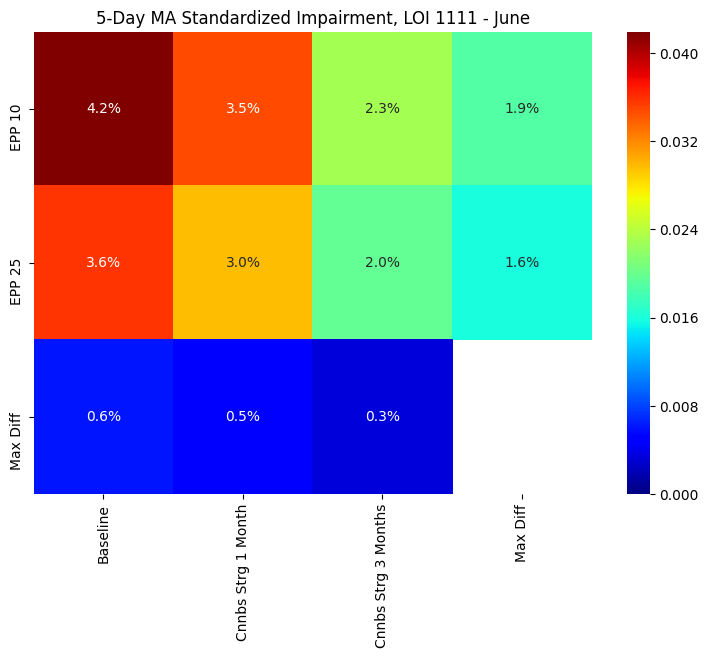 5-Day MA Standardized Impairment, LOI 1111 - June
EPP 10
4.2%
3.5%
2.3%
1.9%
EPP 25
3.6%
3.0%
2.0%
1.6%
Max Diff
0.6%
0.5%
0.3%
Baseline
Cnnbs Strg 1 Month
Cnnbs Strg 3 Months
Max Diff
0.040
0.032
0.024
0.016
0.008
0.000